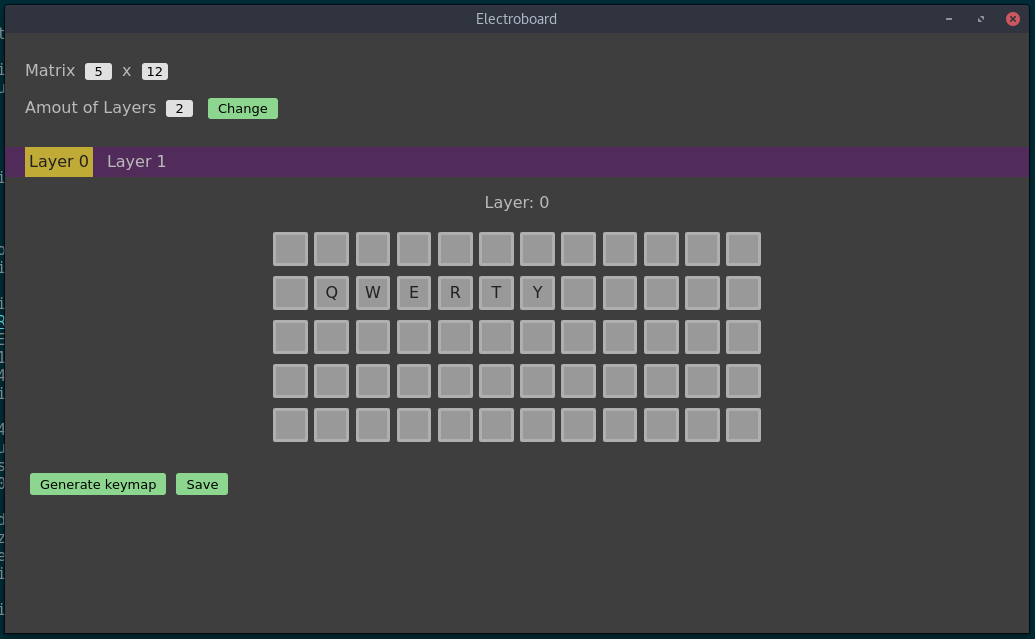 Electroboard
Matrix 5 x 12
Amout of Layers 2 Change
Layer 0 Layer 1
Layer: 0
Q W E R T Y
Generate keymap Save